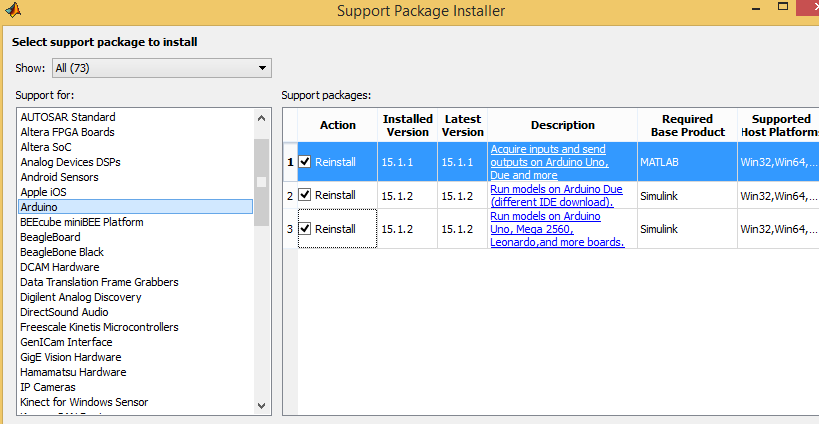 Support Package Installer
Select support package to install
Show: All (73)
Support for:
AUTOSAR Standard
Altera FPGA Boards
Altera SoC
Analog Devices DSPs
Android Sensors
Apple iOS
Arduino
BEEcube miniBEE Platform
BeagleBoard
BeagleBone Black
DCAM Hardware
Data Translation Frame Grabbers
Digilent Analog Discovery
DirectSound Audio
Freescale Kinetis Microcontrollers
GenICam Interface
GigE Vision Hardware
Hamamatsu Hardware
IP Cameras
Kinect for Windows Sensor
Support packages:
Action Installed Version Latest Version Description Required Base Product Supported Host Platforms
1 Reinstall 15.1.1 15.1.1 Acquire inputs and send outputs on Arduino Uno, Due and more MATLAB Win32,Win64,...
2 Reinstall 15.1.2 15.1.2 Run models on Arduino Due (different IDE download). Simulink Win32,Win64,...
3 Reinstall 15.1.2 15.1.2 Run models on Arduino Uno, Mega 2560, Leonardo,and more boards. Simulink Win32,Win64,...